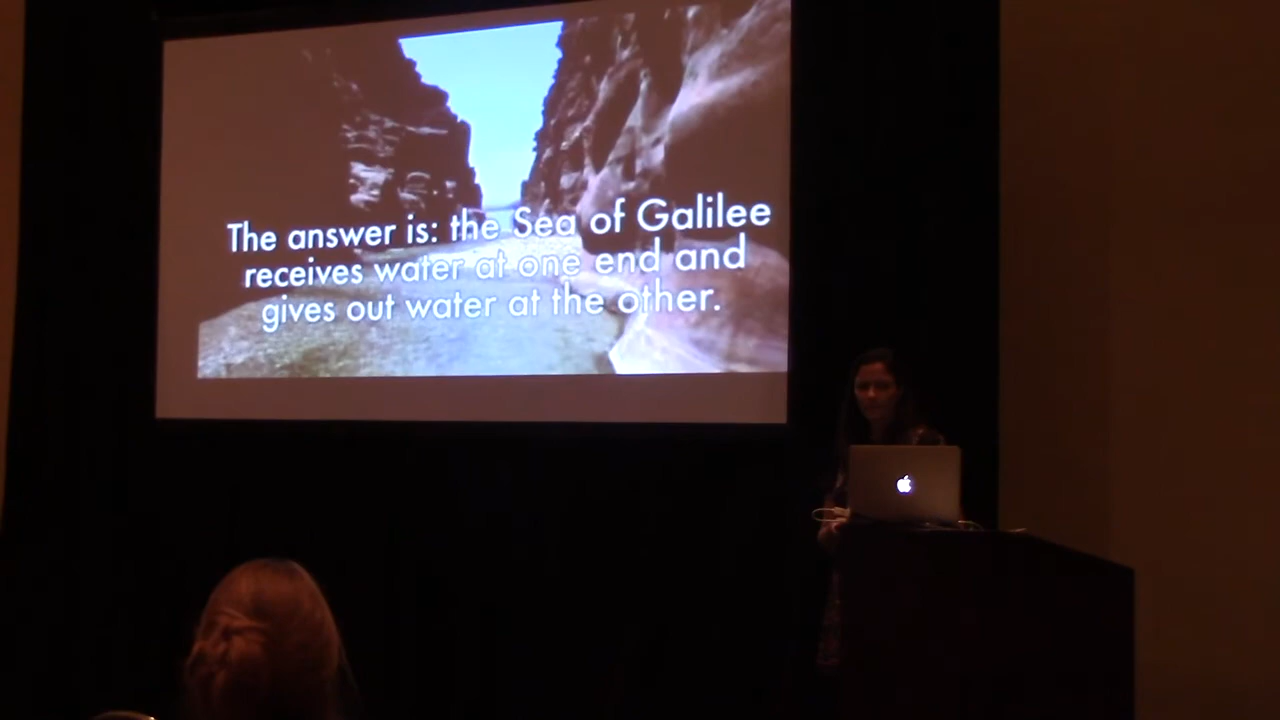 The answer is: the Sea of Galilee
receives water at one end and
gives out water at the other.